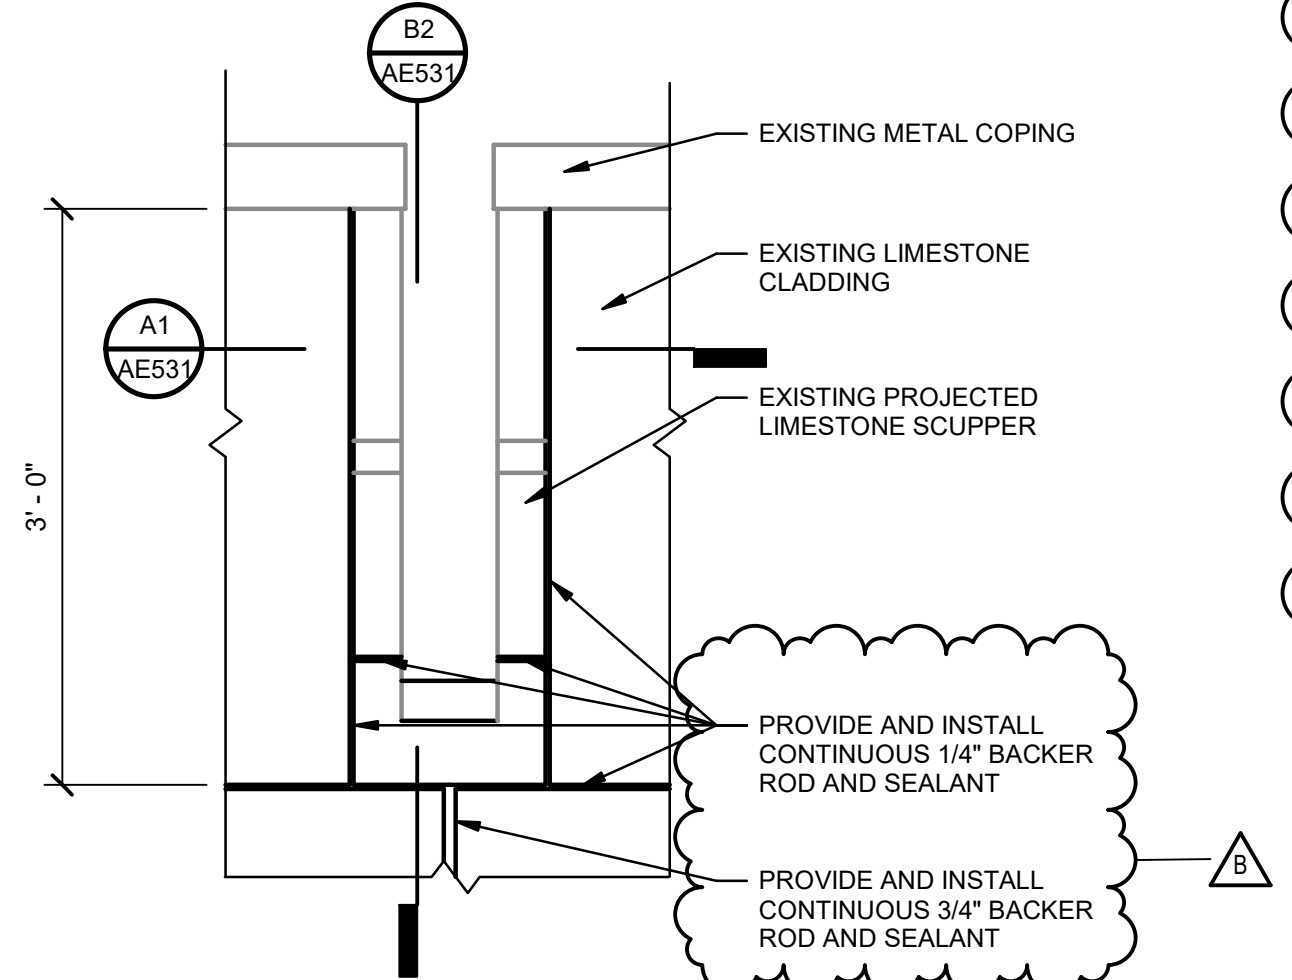 B2
AE531
EXISTING METAL COPING
EXISTING LIMESTONE
CLADDING
A1
AE531
EXISTING PROJECTED
LIMESTONE SCUPPER
3' - 0"
PROVIDE AND INSTALL
CONTINUOUS 1/4" BACKER
ROD AND SEALANT
B
PROVIDE AND INSTALL
CONTINUOUS 3/4" BACKER
ROD AND SEALANT